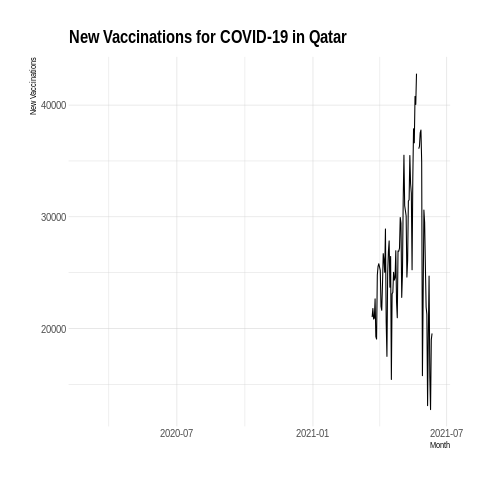 New Vaccinations for COVID-19 in Qatar
New Vaccinations
40000
30000
20000
2020-07
2021-01
2021-07
Month